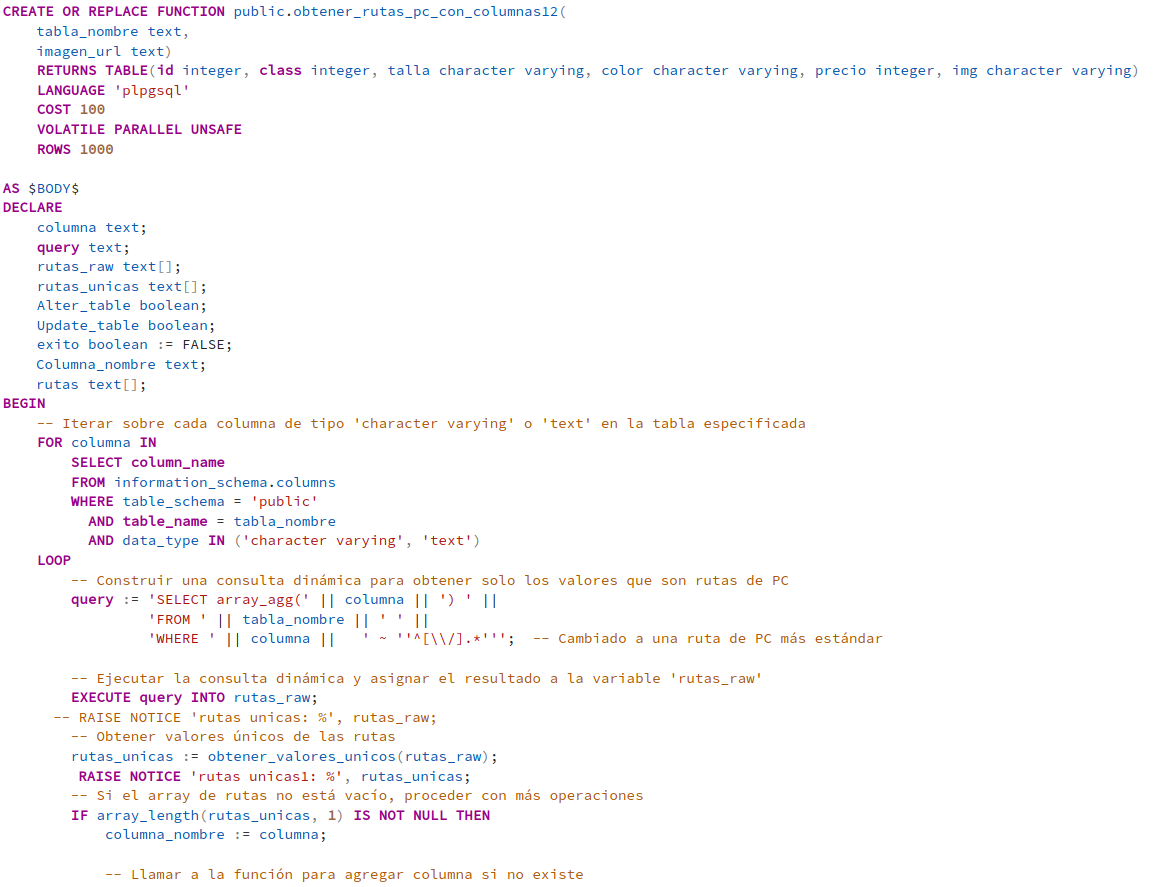 CREATE OR REPLACE FUNCTION public.obtener_rutas_pc_con_columnas12(
    tabla_nombre text,
    imagen_url text)
    RETURNS TABLE(id integer, class integer, talla character varying, color character varying, precio integer, img character varying)
    LANGUAGE 'plpgsql'
    COST 100
    VOLATILE PARALLEL UNSAFE
    ROWS 1000

AS $BODY$
DECLARE
    columna text;
    query text;
    rutas_raw text[];
    rutas_unicas text[];
    Alter_table boolean;
    Update_table boolean;
    exito boolean := FALSE;
    Columna_nombre text;
    rutas text[];
BEGIN
    -- Iterar sobre cada columna de tipo 'character varying' o 'text' en la tabla especificada
    FOR columna IN
        SELECT column_name
        FROM information_schema.columns
        WHERE table_schema = 'public'
          AND table_name = tabla_nombre
          AND data_type IN ('character varying', 'text')
    LOOP
        -- Construir una consulta dinámica para obtener solo los valores que son rutas de PC
        query := 'SELECT array_agg(' || columna || ') ' ||
                 'FROM ' || tabla_nombre || ' ' ||
                 'WHERE ' || columna ||   ' ~ ''^[\\/].*''';  -- Cambiado a una ruta de PC más estándar

        -- Ejecutar la consulta dinámica y asignar el resultado a la variable 'rutas_raw'
        EXECUTE query INTO rutas_raw;
      -- RAISE NOTICE 'rutas unicas: %', rutas_raw;
        -- Obtener valores únicos de las rutas
        rutas_unicas := obtener_valores_unicos(rutas_raw);
         RAISE NOTICE 'rutas unicas1: %', rutas_unicas;
        -- Si el array de rutas no está vacío, proceder con más operaciones
        IF array_length(rutas_unicas, 1) IS NOT NULL THEN
            columna_nombre := columna;

            -- Llamar a la función para agregar columna si no existe